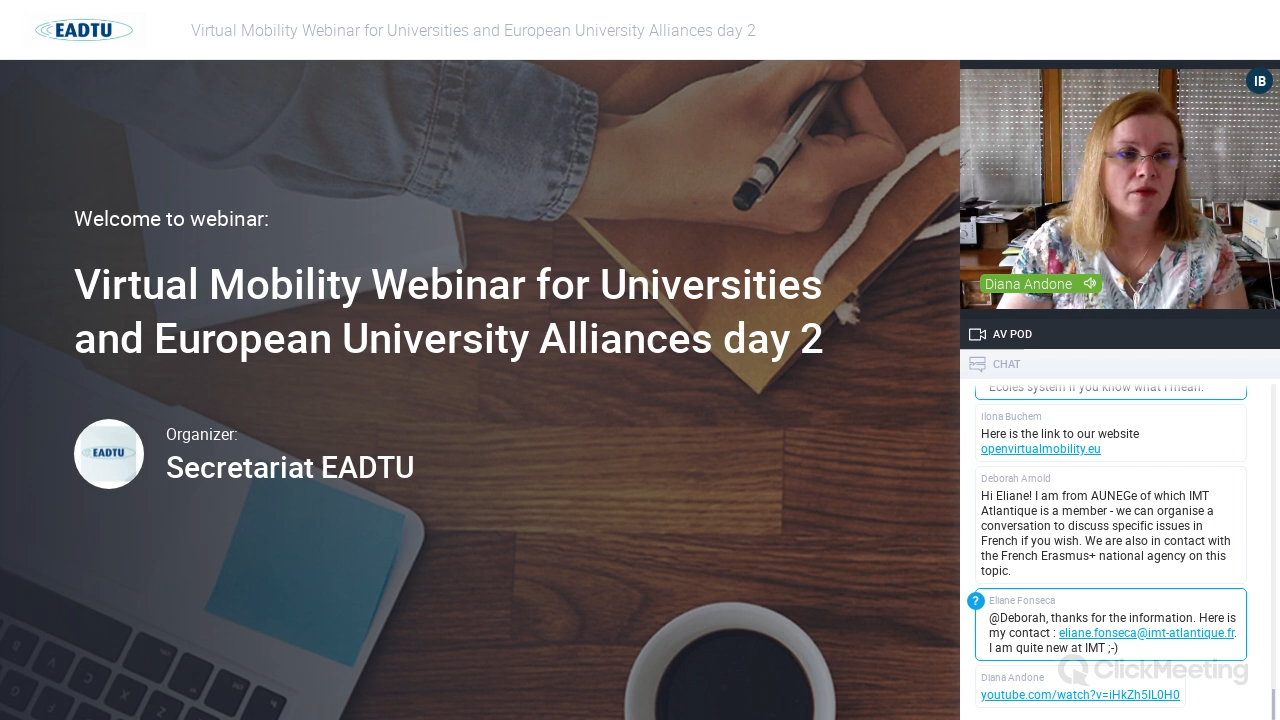 EADTU
Virtual Mobility Webinar for Universities and European University Alliances day 2
IB
Welcome to webinar:
Virtual Mobility Webinar for Universities
and European University Alliances day 2
EADTU
Organizer:
Secretariat EADTU
Diana Andone
AV POD
CHAT
Ecoles system if you know what I mean.
Ilona Buchem
Here is the link to our website
openvirtualmobility.eu
Deborah Arnold
Hi Eliane! I am from AUNEGe of which IMT
Atlantique is a member - we can organise a
conversation to discuss specific issues in
French if you wish. We are also in contact with
the French Erasmus+ national agency on this
topic.
?
Eliane Fonseca
@Deborah, thanks for the information. Here is
my contact : eliane.fonseca@imt-atlantique.fr.
I am quite new at IMT ;-)
ClickMeeting
Diana Andone
youtube.com/watch?v=iHkZh5IL0H0